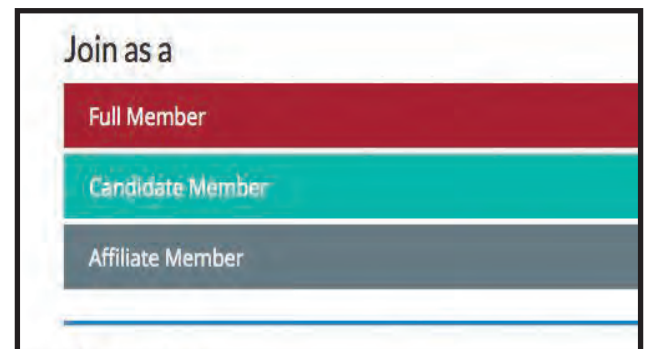 Join as a
Full Member
Candidate Member
Affiliate Member